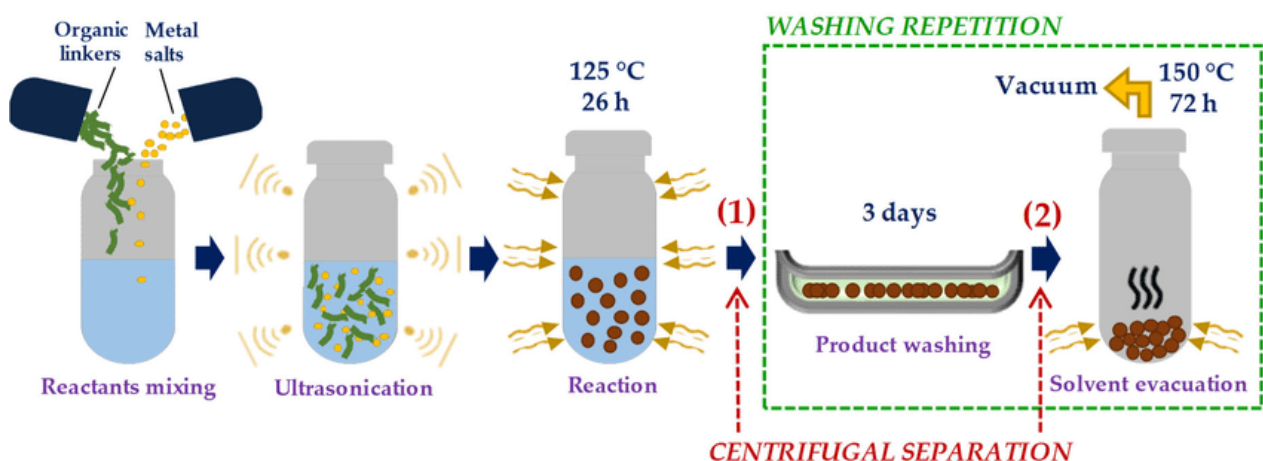 Organic
linkers
Metal
salts
Reactants mixing
Ultrasonication
125 °C
26 h
Reaction
(1)
WASHING REPETITION
3 days
Product washing
(2)
Vacuum
150 °C
72 h
Solvent evacuation
CENTRIFUGAL SEPARATION